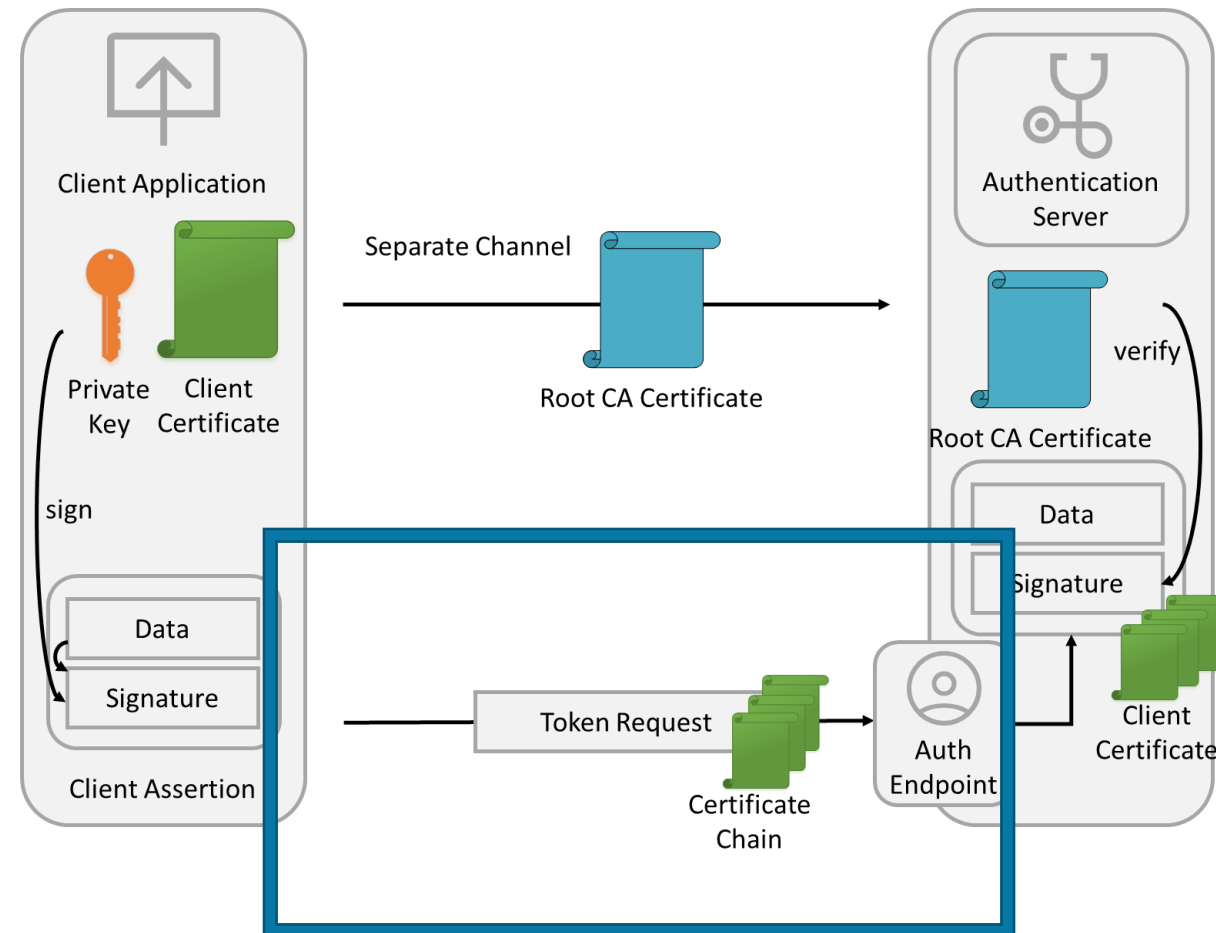 Client Application
Private
Key
Client
Certificate
sign
Data
Signature
Client Assertion
Separate Channel
Root CA Certificate
Token Request
Certificate
Chain
Auth
Endpoint
Authentication
Server
verify
Root CA Certificate
Data
Signature
Client
Certificate